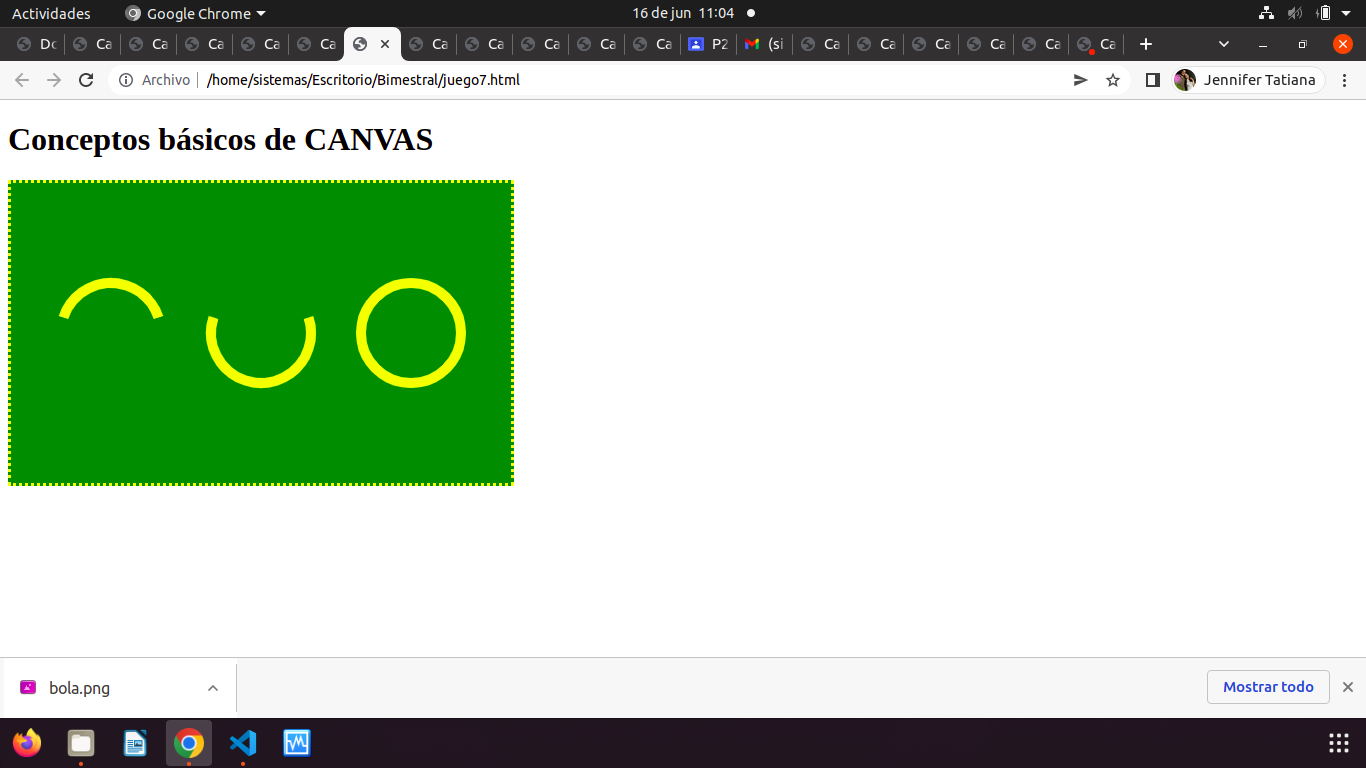 Actividades
Google Chrome
16 de jun 11:04
Dc
Ca
Ca
Ca
Ca
Ca
Ca
Ca
Ca
Ca
Ca
P2
(si
Ca
Ca
Ca
Ca
Ca
Ca
Archivo
/home/sistemas/Escritorio/Bimestral/juego7.html
Jennifer Tatiana
Conceptos básicos de CANVAS
bola.png
Mostrar todo